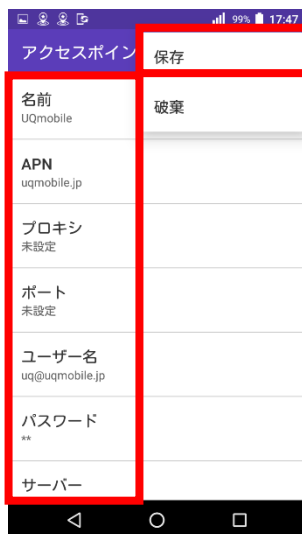 99% 17:47
アクセスポイン
保存
破棄
名前
UQmobile
APN
uqmobile.jp
プロキシ
未設定
ポート
未設定
ユーザー名
uq@uqmobile.jp
パスワード
**
サーバー